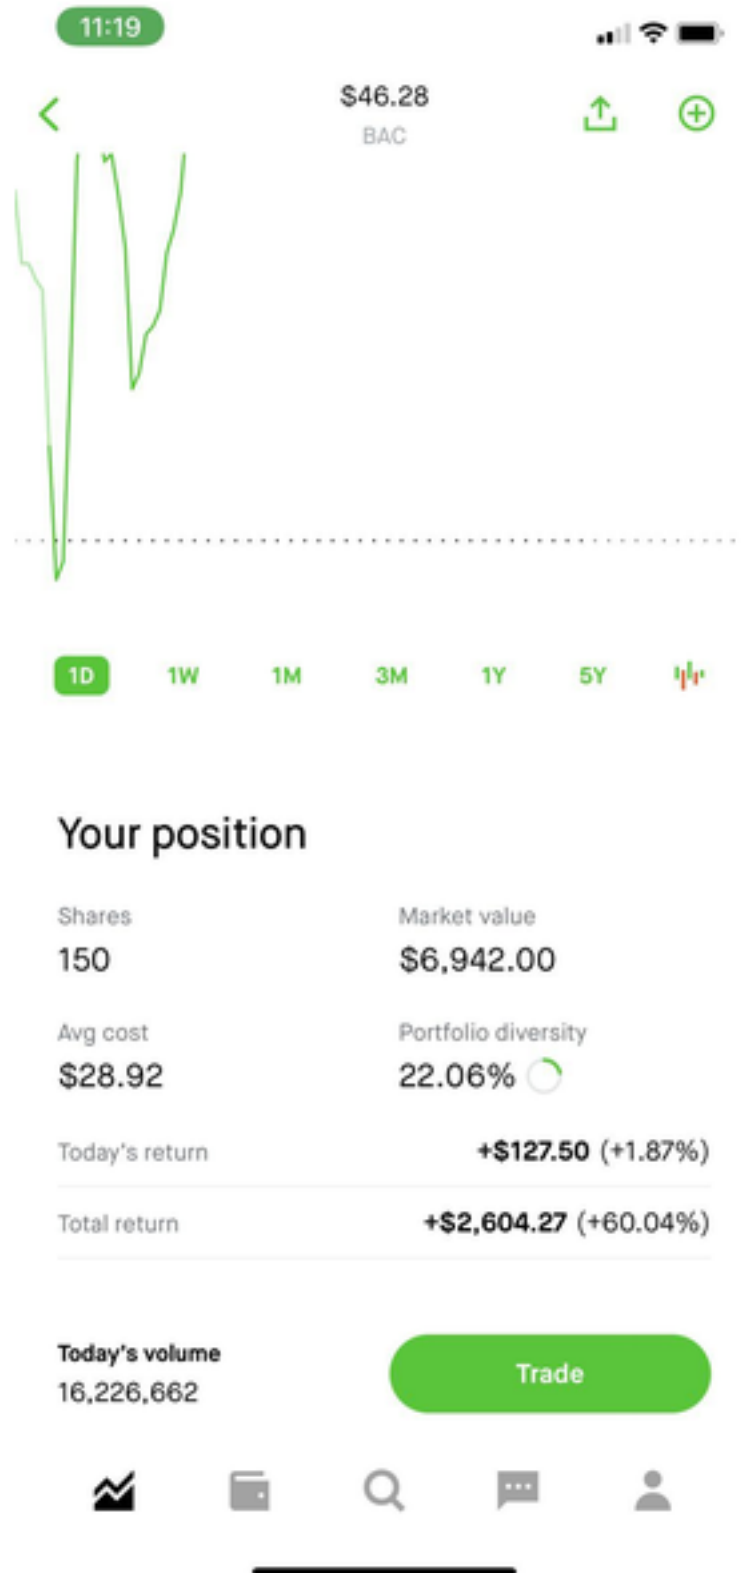 11:19
$46.28
BAC
1D 1W 1M 3M 1Y 5Y
Your position
Shares Market value
150 $6,942.00
Avg cost Portfolio diversity
$28.92 22.06%
Today's return +$127.50 (+1.87%)
Total return +$2,604.27 (+60.04%)
Today's volume
16,226,662
Trade